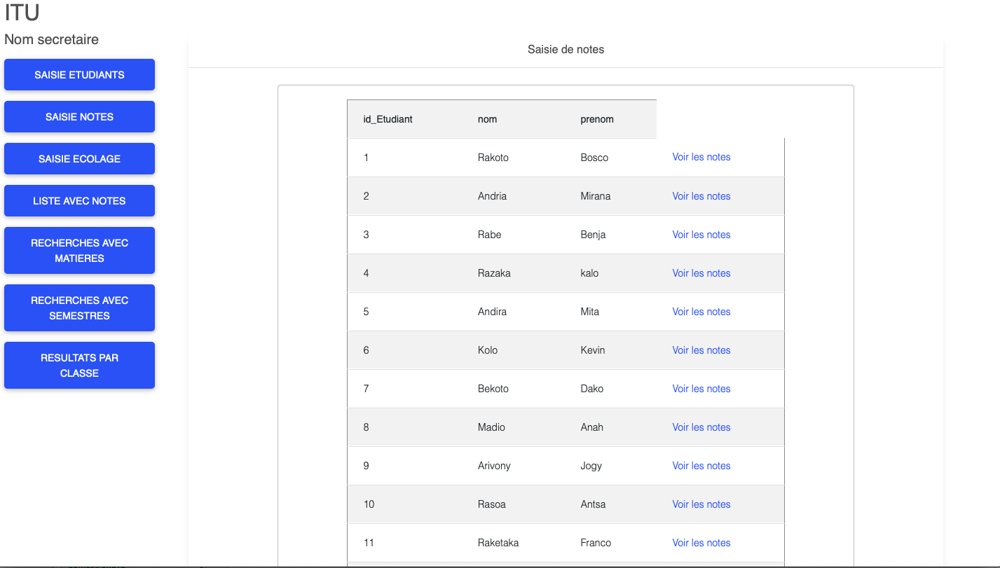 ITU
Nom secretaire
SAISIE ETUDIANTS
SAISIE NOTES
SAISIE ECOLAGE
LISTE AVEC NOTES
RECHERCHES AVEC
MATIERES
RECHERCHES AVEC
SEMESTRES
RESULTATS PAR
CLASSE
Saisie de notes
id_Etudiant nom prenom
1 Rakoto Bosco Voir les notes
2 Andria Mirana Voir les notes
3 Rabe Benja Voir les notes
4 Razaka kalo Voir les notes
5 Andira Mita Voir les notes
6 Kolo Kevin Voir les notes
7 Bekoto Dako Voir les notes
8 Madio Anah Voir les notes
9 Arivony Jogy Voir les notes
10 Rasoa Antsa Voir les notes
11 Raketaka Franco Voir les notes